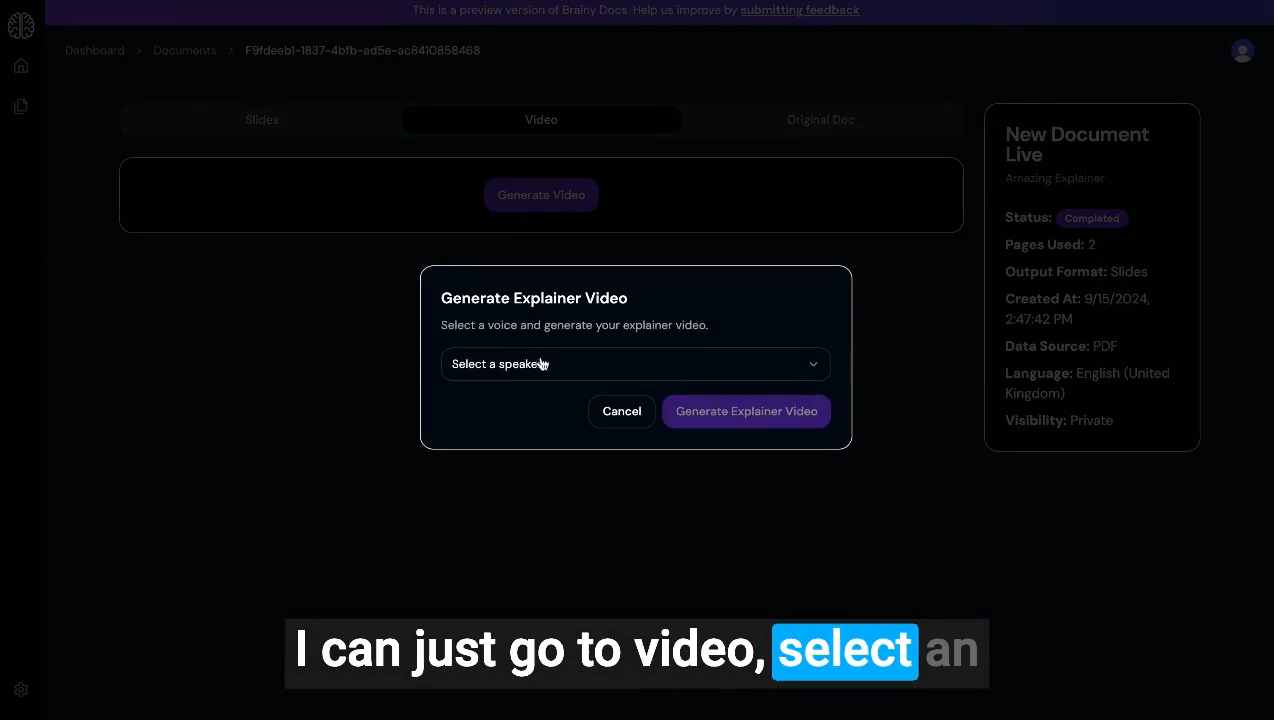 This is a preview version of Brainy Docs. Help us improve by submitting feedback
Dashboard > Documents > F9fdeeb1-1837-4bfb-ad5e-ac8410858468
Slides
Video
Original Doc
Generate Video
New Document
Live
Amazing Explainer
Status: Completed
Pages Used: 2
Output Format: Slides
Created At: 9/15/2024,
2:47:42 PM
Data Source: PDF
Language: English (United
Kingdom)
Visibility: Private
Generate Explainer Video
Select a voice and generate your explainer video.
Select a speaker
Cancel
Generate Explainer Video
I can just go to video, select an